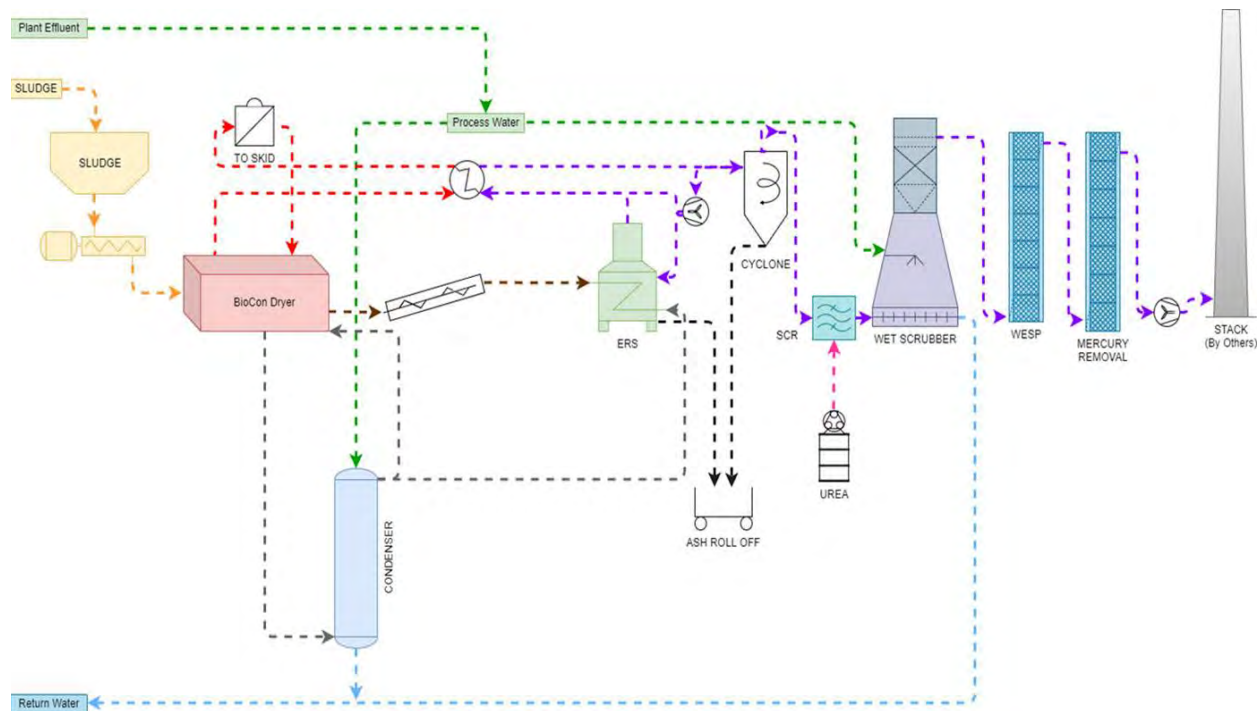 Plant Effluent
SLUDGE
SLUDGE
TO SKID
Process Water
BioCon Dryer
ERS
CYCLONE
SCR
WET SCRUBBER
WESP
MERCURY
REMOVAL
STACK
(By Others)
UREA
ASH ROLL OFF
CONDENSER
Return Water